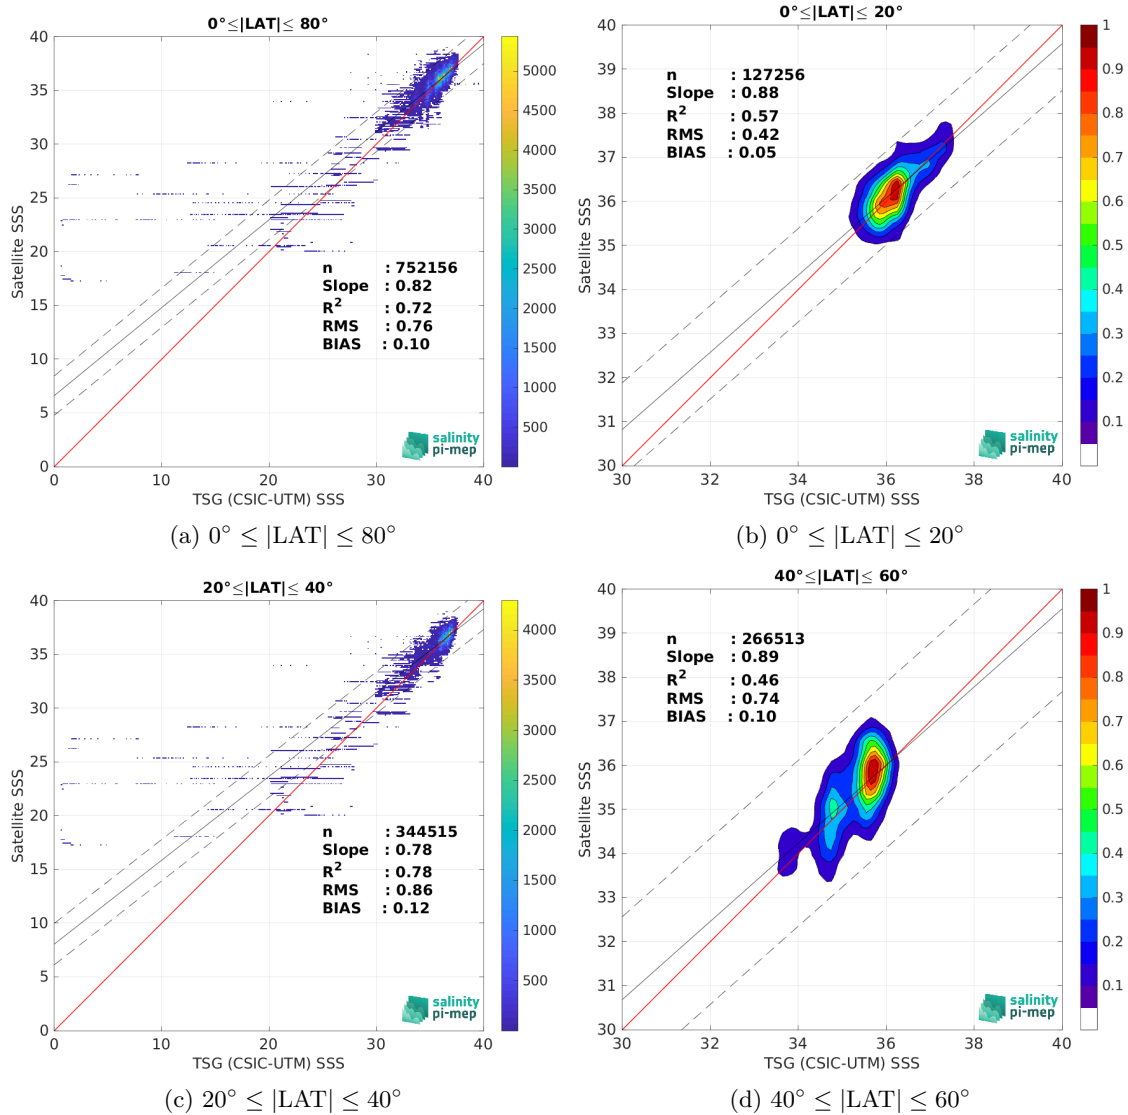 0°≤|LAT|≤ 80°
40
35
30
25
20
15
10
5
0
Satellite SSS
n : 752156
Slope : 0.82
R² : 0.72
RMS : 0.76
BIAS : 0.10
salinity
pi-mep
0 10 20 30 40
TSG (CSIC-UTM) SSS
5000
4500
4000
3500
3000
2500
2000
1500
1000
500
(a) 0° ≤ |LAT| ≤ 80°
0°≤|LAT|≤ 20°
40
39
38
37
36
35
34
33
32
31
30
Satellite SSS
n : 127256
Slope : 0.88
R² : 0.57
RMS : 0.42
BIAS : 0.05
salinity
pi-mep
30 32 34 36 38 40
TSG (CSIC-UTM) SSS
1
0.9
0.8
0.7
0.6
0.5
0.4
0.3
0.2
0.1
(b) 0° ≤ |LAT| ≤ 20°
20°≤|LAT|≤ 40°
40
35
30
25
20
15
10
5
0
Satellite SSS
n : 344515
Slope : 0.78
R² : 0.78
RMS : 0.86
BIAS : 0.12
salinity
pi-mep
0 10 20 30 40
TSG (CSIC-UTM) SSS
4000
3500
3000
2500
2000
1500
1000
500
(c) 20° ≤ |LAT| ≤ 40°
40°≤|LAT|≤ 60°
40
39
38
37
36
35
34
33
32
31
30
Satellite SSS
n : 266513
Slope : 0.89
R² : 0.46
RMS : 0.74
BIAS : 0.10
salinity
pi-mep
30 32 34 36 38 40
TSG (CSIC-UTM) SSS
1
0.9
0.8
0.7
0.6
0.5
0.4
0.3
0.2
0.1
(d) 40° ≤ |LAT| ≤ 60°